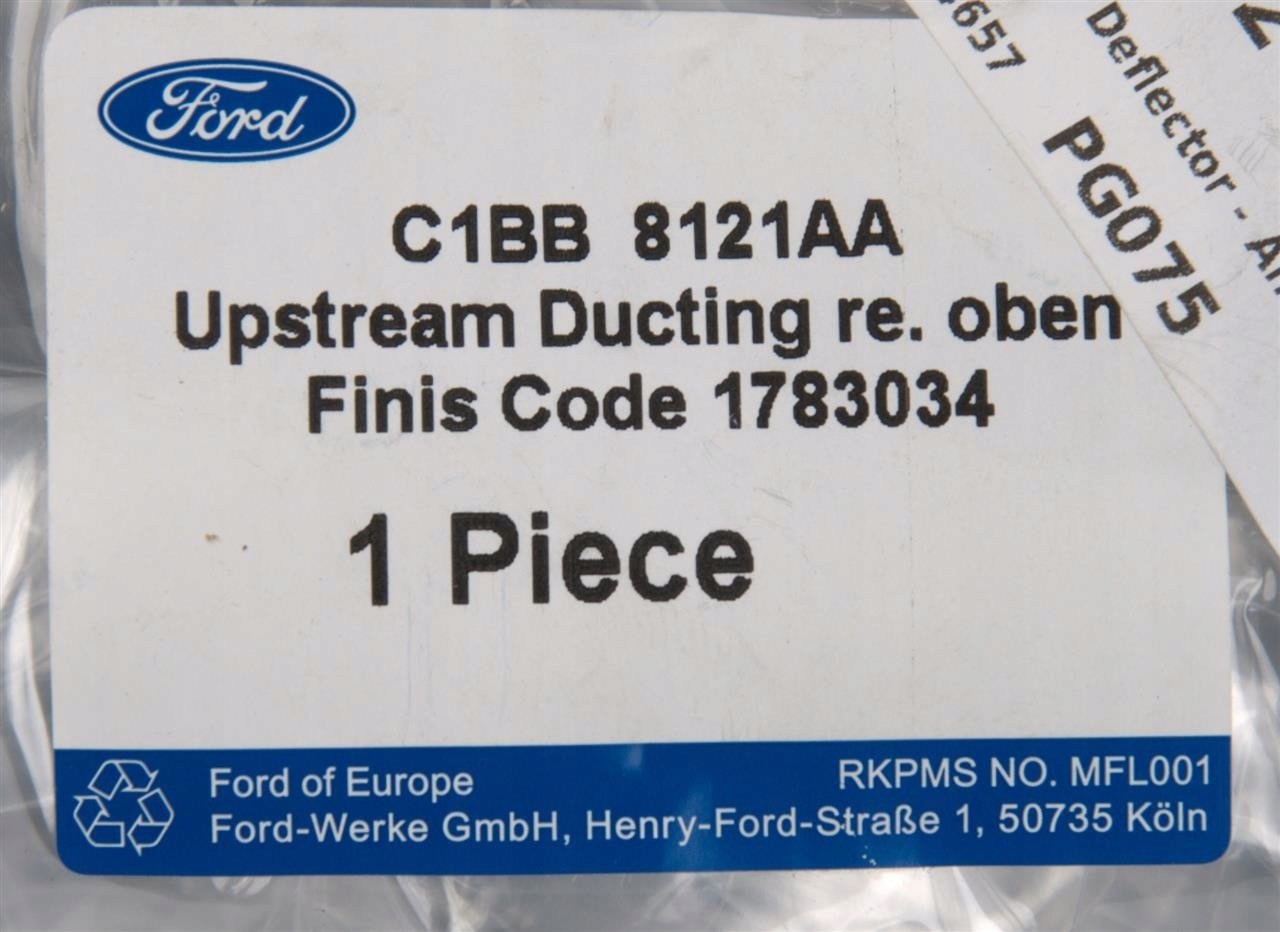 Ford
C1BB 8121AA
Upstream Ducting re. oben
Finis Code 1783034
1 Piece
Ford of Europe
RKPMS NO. MFL001
Ford-Werke GmbH, Henry-Ford-Straße 1, 50735 Köln
Deflector -
PG075